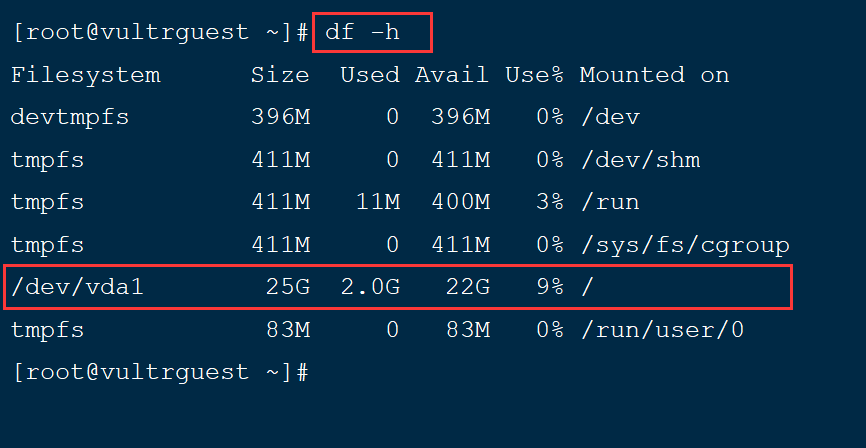 [root@vultrguest ~]# df -h
Filesystem      Size  Used Avail Use% Mounted on
devtmpfs        396M     0  396M   0% /dev
tmpfs           411M     0  411M   0% /dev/shm
tmpfs           411M   11M  400M   3% /run
tmpfs           411M     0  411M   0% /sys/fs/cgroup
/dev/vda1        25G  2.0G   22G   9% /
tmpfs            83M     0   83M   0% /run/user/0
[root@vultrguest ~]#